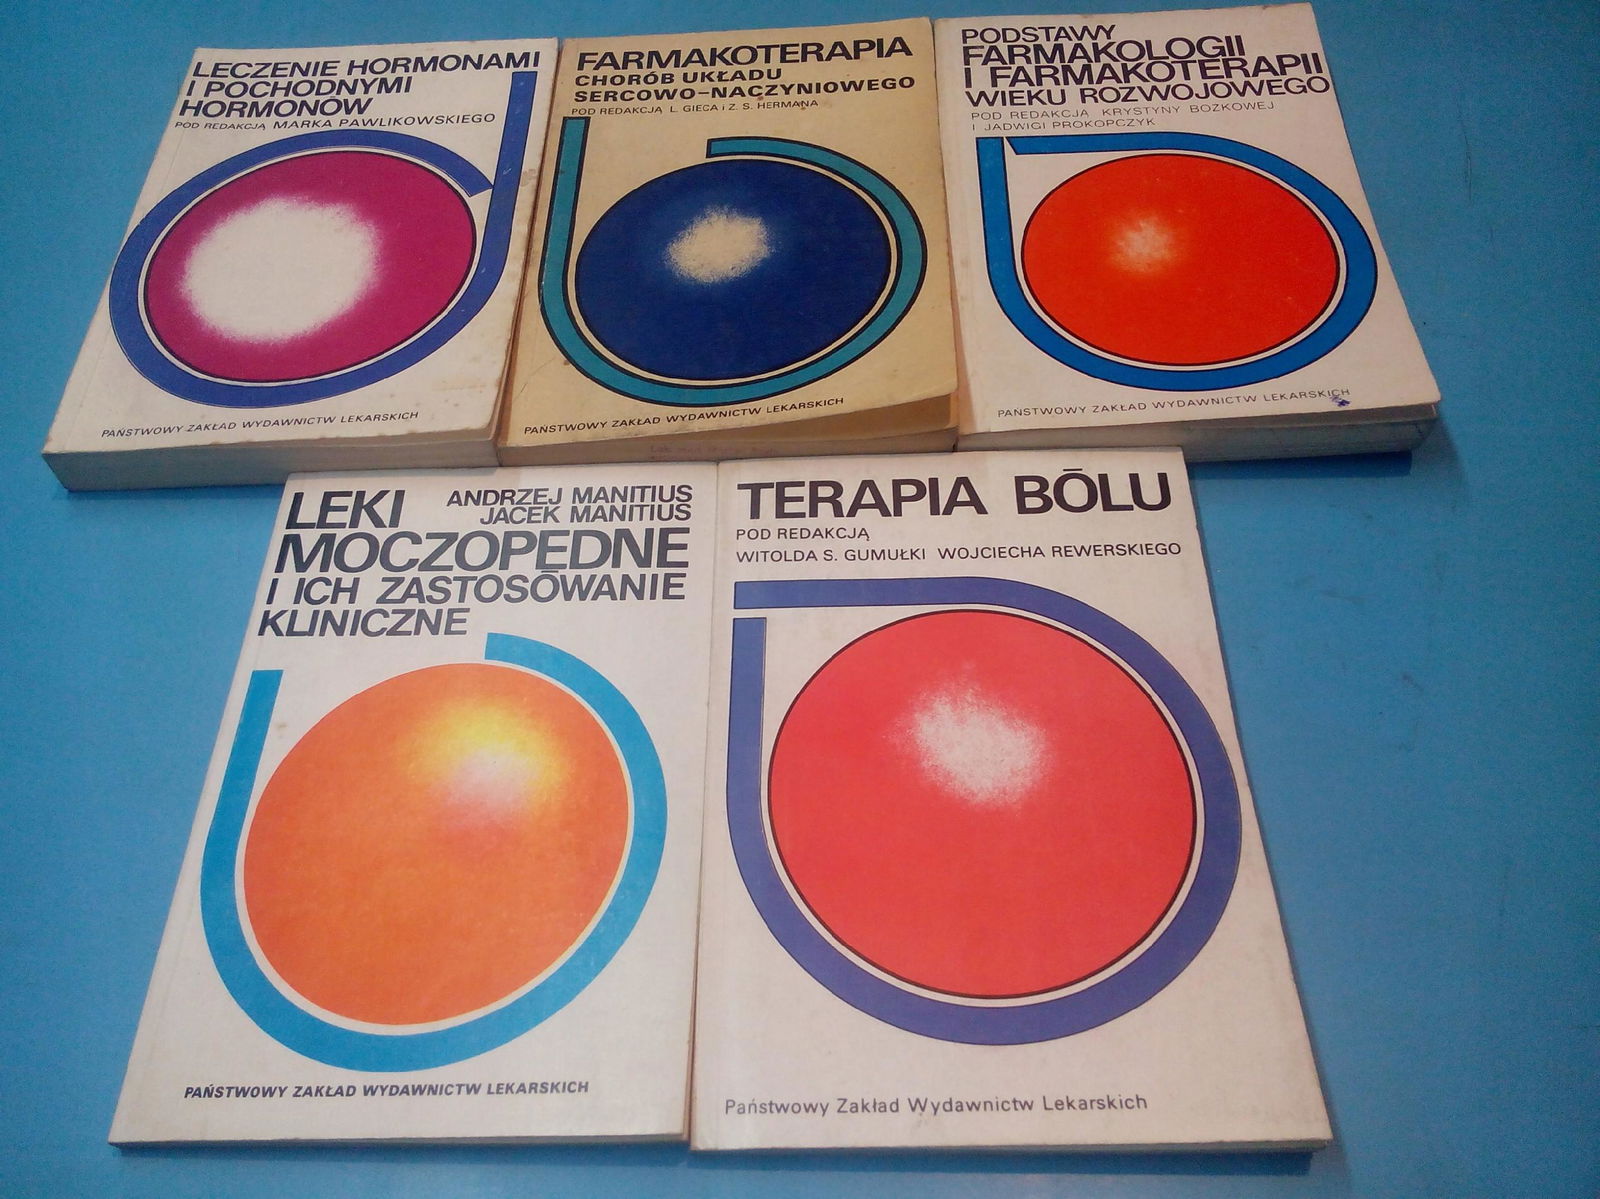 LECZENIE HORMONAMI
I POCHODNYMI
HORMONÓW
POD REDAKCJĄ MARKA PAWLIKOWSKIEGO
PAŃSTWOWY ZAKŁAD WYDAWNICTW LEKARSKICH
FARMAKOTERAPIA
CHORÓB UKŁADU
SERCOWO-NACZYNIOWEGO
POD REDAKCJĄ L. GIECA i Z. S. HERMANA
PAŃSTWOWY ZAKŁAD WYDAWNICTW LEKARSKICH
PODSTAWY
FARMAKOLOGII
I FARMAKOTERAPII
WIEKU ROZWOJOWEGO
POD REDAKCJĄ KRYSTYNY BOŻKOWEJ
I JADWIGI PROKOPCZYK
PAŃSTWOWY ZAKŁAD WYDAWNICTW LEKARSKICH
LEKI ANDRZEJ MANITIUS
JACEK MANITIUS
MOCZOPĘDNE
I ICH ZASTOSOWANIE
KLINICZNE
PAŃSTWOWY ZAKŁAD WYDAWNICTW LEKARSKICH
TERAPIA BÓLU
POD REDAKCJĄ
WITOLDA S. GUMUŁKI WOJCIECHA REWERSKIEGO
Państwowy Zakład Wydawnictw Lekarskich